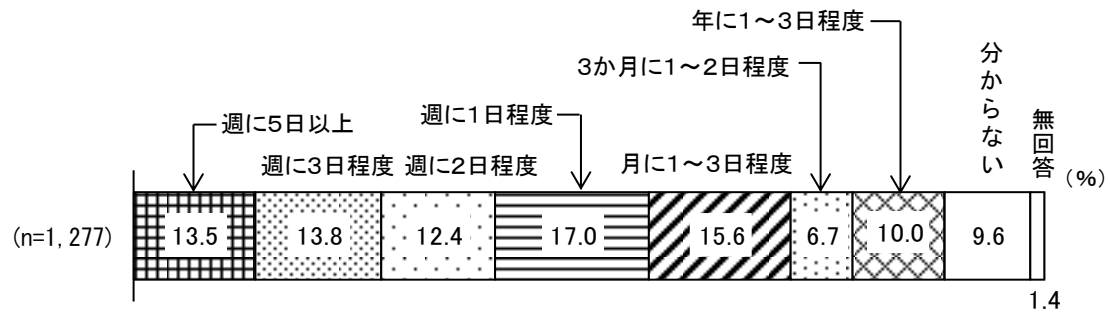 年に1~3日程度
3か月に1~2日程度
分からない
無回答
週に5日以上
週に1日程度
週に3日程度
週に2日程度
月に1~3日程度
(%)
(n=1,277)
13.5
13.8
12.4
17.0
15.6
6.7
10.0
9.6
1.4